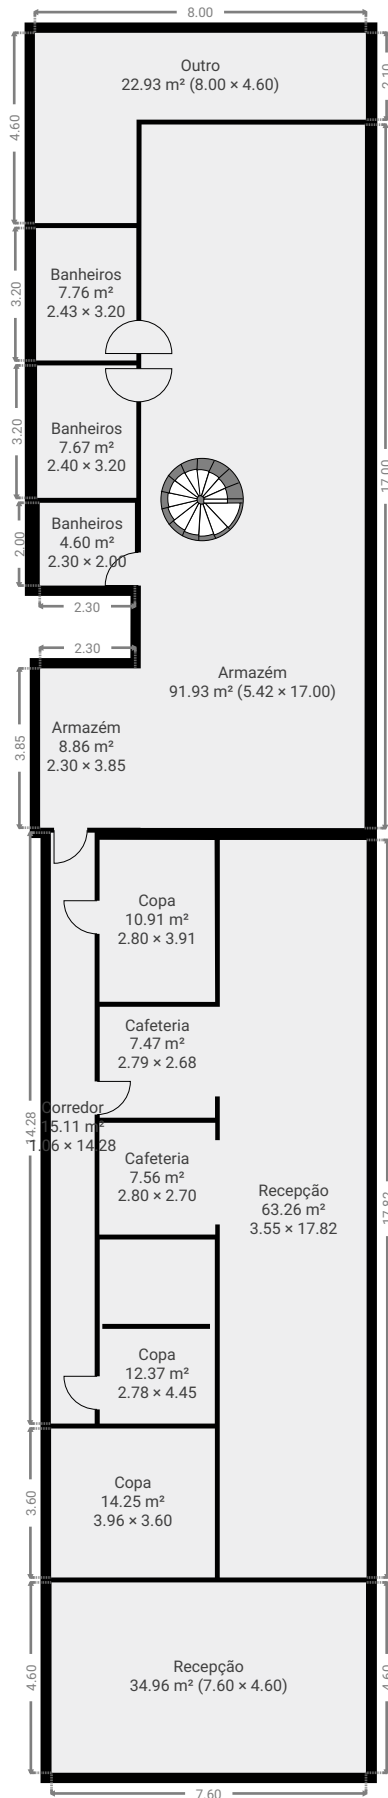 8.00
Outro
22.93 m² (8.00 × 4.60)
2.10
4.60
Banheiros
7.76 m²
2.43 × 3.20
3.20
Banheiros
7.67 m²
2.40 × 3.20
3.20
17.00
Banheiros
4.60 m²
2.30 × 2.00
2.00
2.30
2.30
Armazém
91.93 m² (5.42 × 17.00)
Armazém
8.86 m²
2.30 × 3.85
3.85
Copa
10.91 m²
2.80 × 3.91
Cafeteria
7.47 m²
2.79 × 2.68
Corredor
15.11 m²
1.06 × 14.28
14.28
Cafeteria
7.56 m²
2.80 × 2.70
Recepção
63.26 m²
3.55 × 17.82
17.82
Copa
12.37 m²
2.78 × 4.45
Copa
14.25 m²
3.96 × 3.60
3.60
Recepção
34.96 m² (7.60 × 4.60)
4.60
4.60
7.60